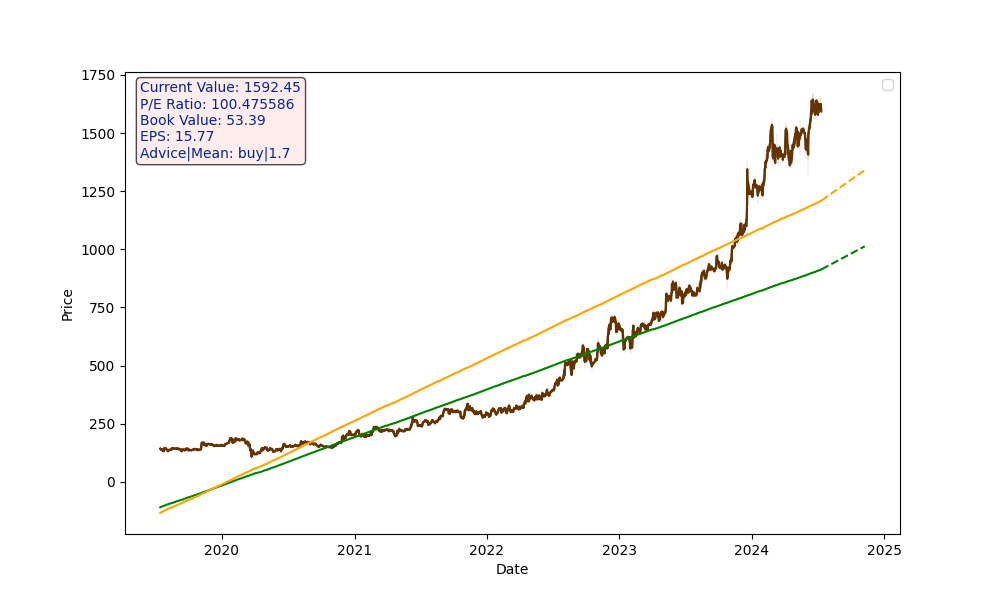 Current Value: 1592.45
P/E Ratio: 100.475586
Book Value: 53.39
EPS: 15.77
Advice|Mean: buy|1.7
1750
1500
1250
1000
750
500
250
0
Price
2020 2021 2022 2023 2024 2025
Date